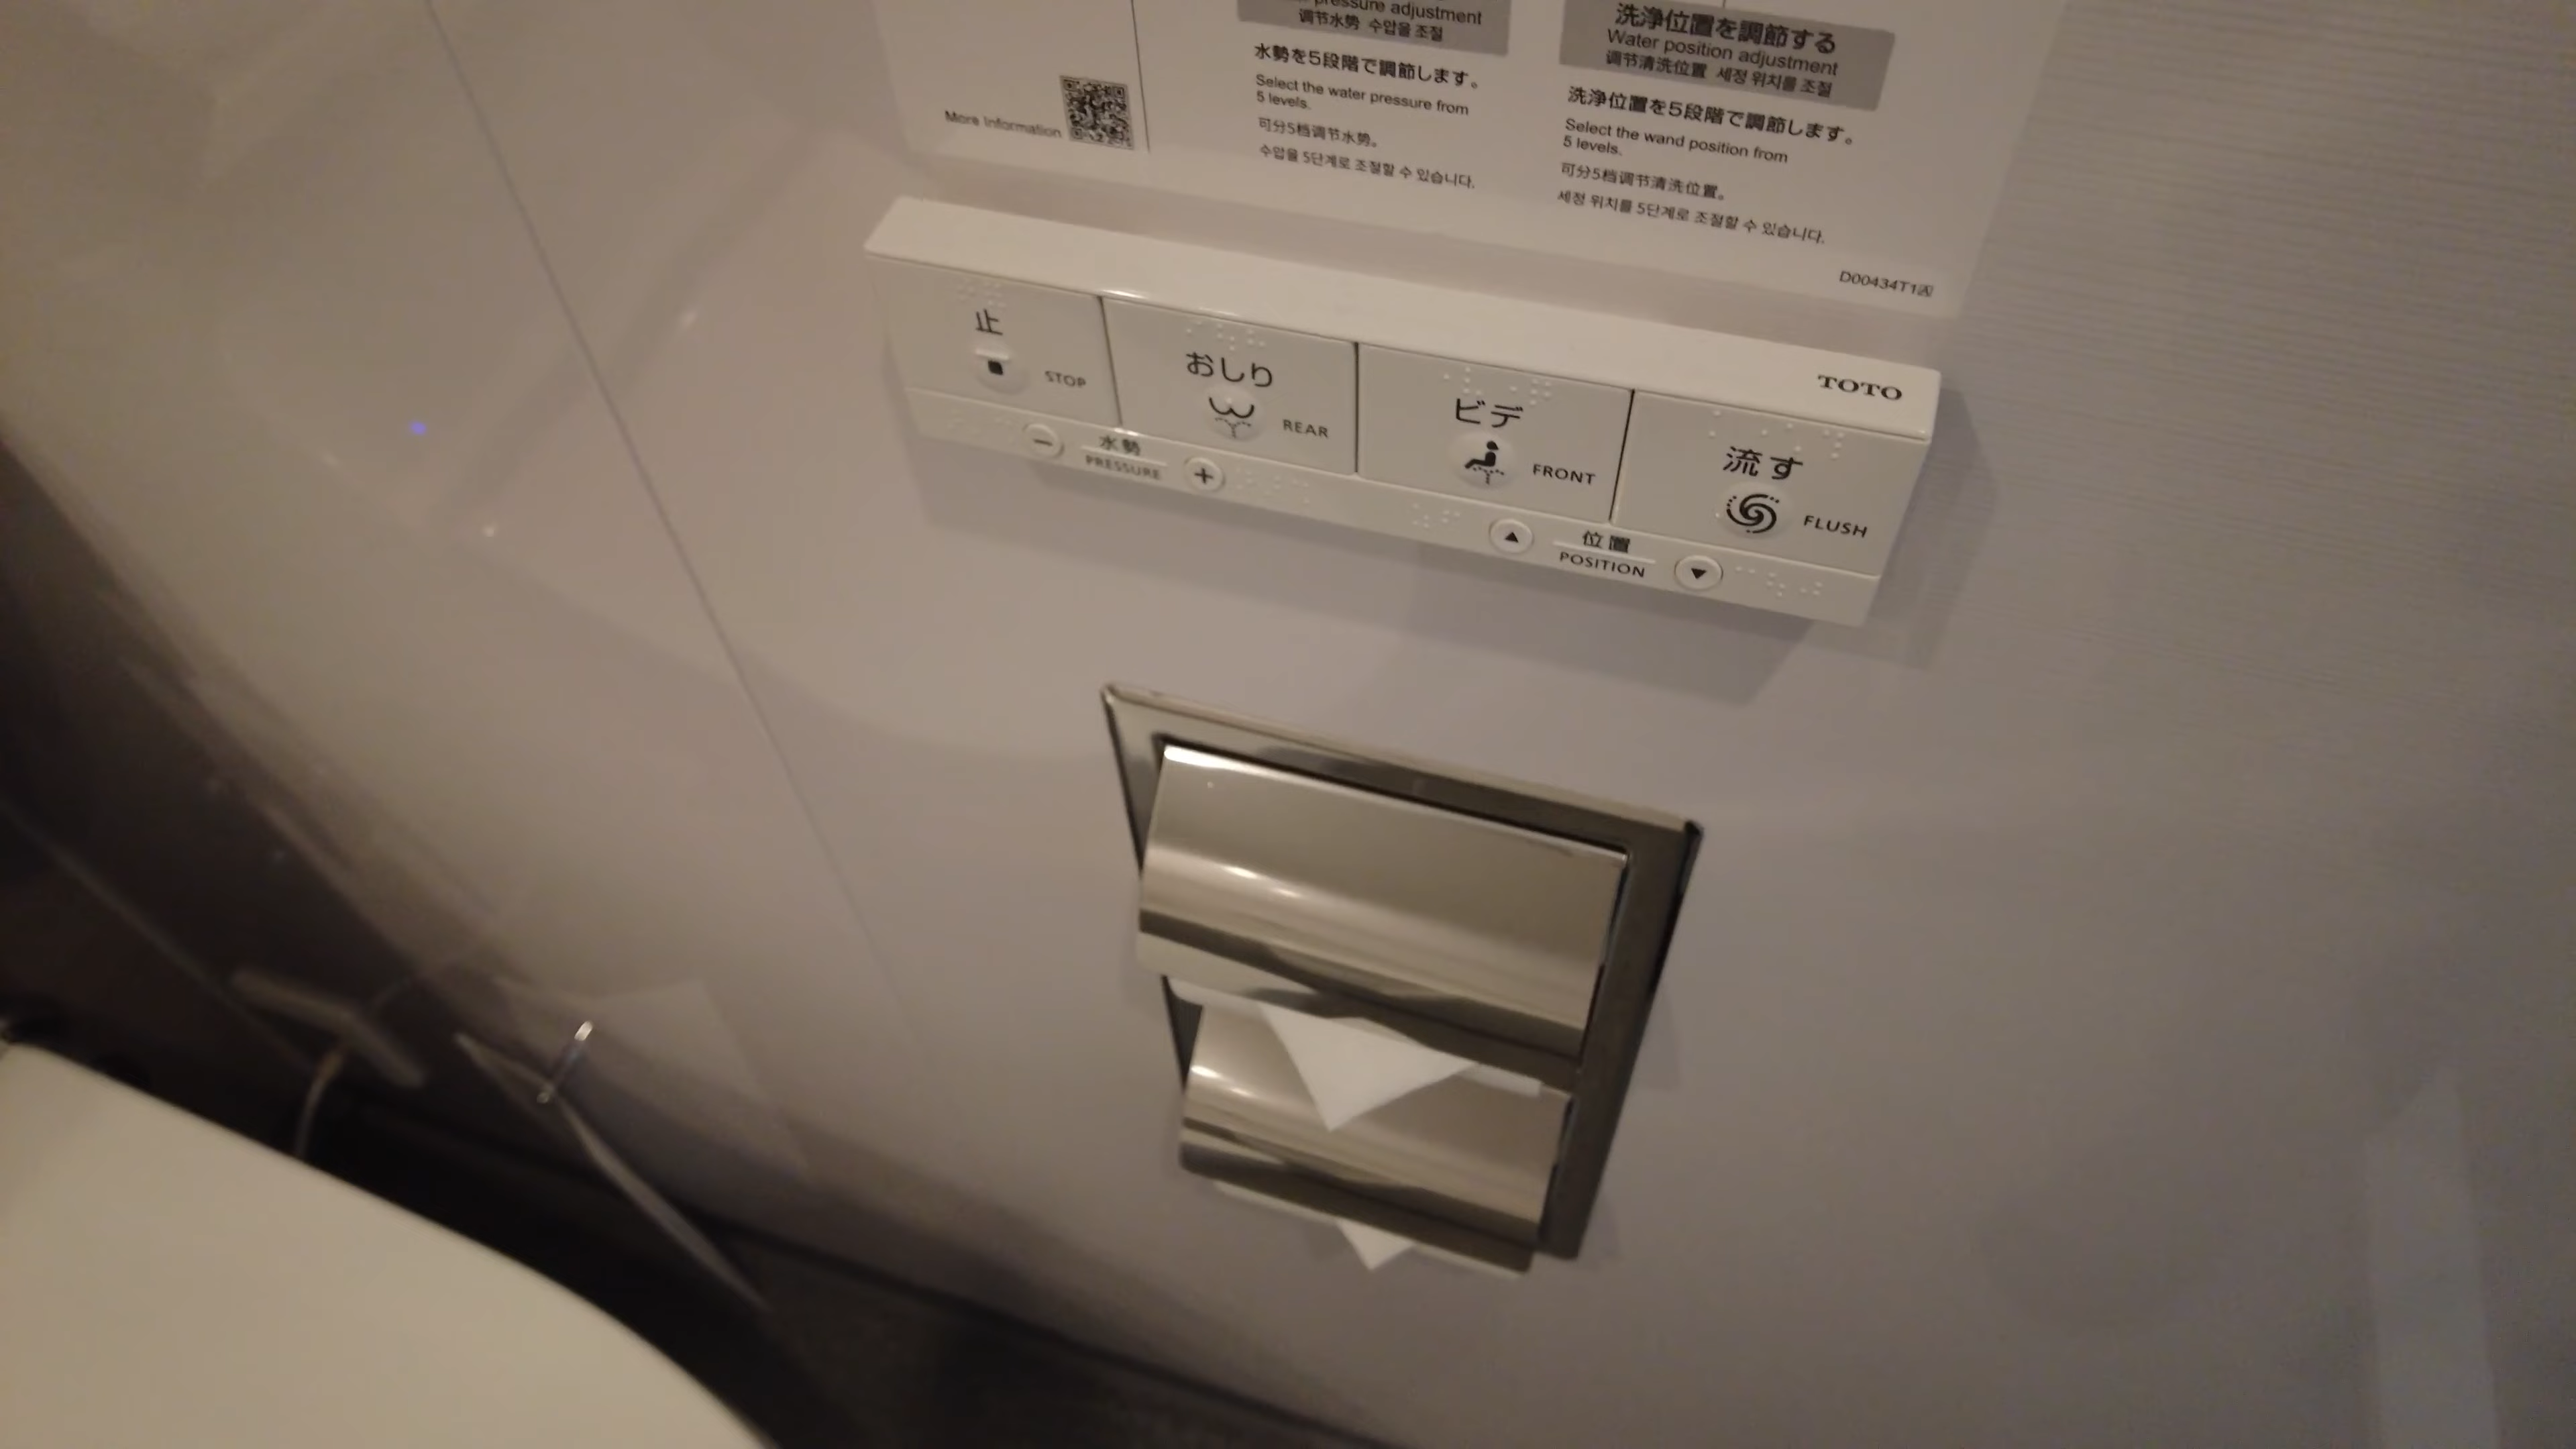 pressure adjustment
调节水势 수압을 조절
水勢を5段階で調節します。
Select the water pressure from
5 levels.
可分5档调节水势。
수압을 5단계로 조절할 수 있습니다.
洗浄位置を調節する
Water position adjustment
调节清洗位置 세정 위치를 조절
洗浄位置を5段階で調節します。
Select the wand position from
5 levels.
可分5档调节清洗位置。
세정 위치를 5단계로 조절할 수 있습니다.
More Information
D00434T1
TOTO
止
STOP
おしり
REAR
ビデ
FRONT
流す
FLUSH
水勢
PRESSURE
位置
POSITION